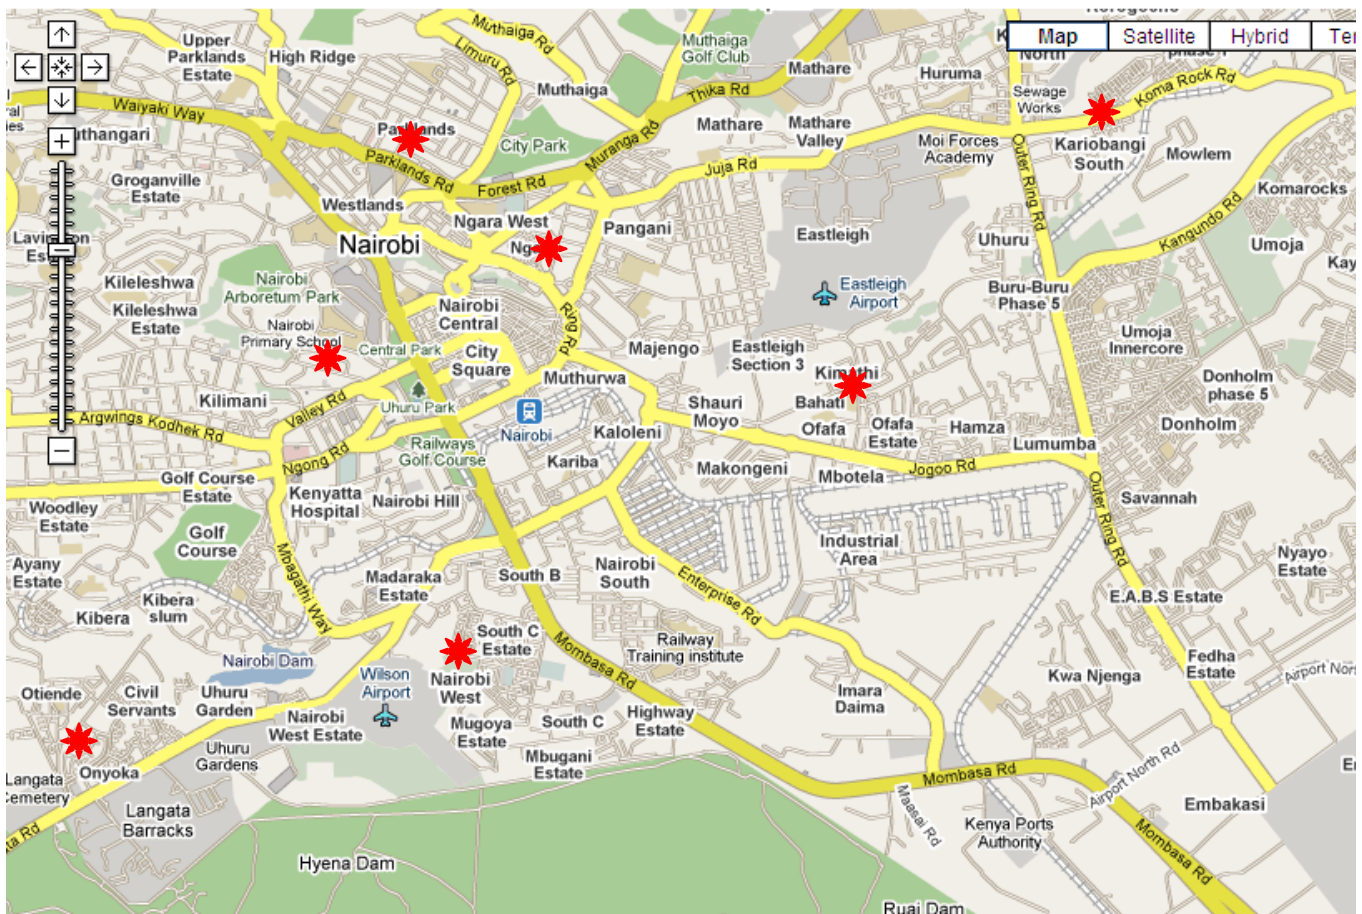 Koma Rock Rd
Map
Satellite
Hybrid
Upper
Parklands
Estate
High Ridge
Muthaiga Rd
Limuru Rd
Muthaiga
Golf Club
Mathare
Huruma
North
Sewage
Works
Waiyaki Way
Muthaiga
Thika Rd
Mathare
Mathare
Valley
Moi Forces
Academy
Kariobangi
South
Mowlem
City Park
Muranga Rd
Juja Rd
Outer Ring Rd
Parklands Rd
Forest Rd
Groganville
Estate
Westlands
Ngara West
Pangani
Komarocks
Nairobi
Eastleigh
Uhuru
Kangundo Rd
Umoja
Kileleshwa
Kileleshwa
Estate
Nairobi
Arboretum Park
Nairobi
Primary School
Nairobi
Central
Ring Rd
Eastleigh
Airport
Buru-Buru
Phase 5
Umoja
Innercore
Central Park
City
Square
Majengo
Eastleigh
Section 3
Donholm
phase 5
Muthurwa
Bahati
Kilimani
Valley Rd
Uhuru Park
Shauri
Moyo
Ofafa
Ofafa
Estate
Hamza
Lumumba
Donholm
Argwings Kodhek Rd
Nairobi
Kaloleni
Railways
Golf Course
Ngong Rd
Kariba
Makongeni
Mbotela
Jogoo Rd
Golf Course
Estate
Kenyatta
Hospital
Nairobi Hill
Savannah
Outer Ring Rd
Woodley
Estate
Golf
Course
Industrial
Area
Nyayo
Estate
Ayany
Estate
Mbagathi Way
Madaraka
Estate
South B
Nairobi
South
Enterprise Rd
E.A.B.S Estate
Kibera
Kibera
slum
South C
Estate
Mombasa Rd
Railway
Training institute
Nairobi Dam
Wilson
Airport
Nairobi
West
Kwa Njenga
Fedha
Estate
Otiende
Civil
Servants
Uhuru
Garden
Nairobi
West Estate
Mugoya
Estate
South C
Highway
Estate
Imara
Daima
Uhuru
Gardens
Mbugani
Estate
Onyoka
Langata
Mombasa Rd
Airport North Rd
Embakasi
Langata
Barracks
Maasai Rd
Kenya Ports
Authority
Mombasa Rd
Hyena Dam
Ruai Dam